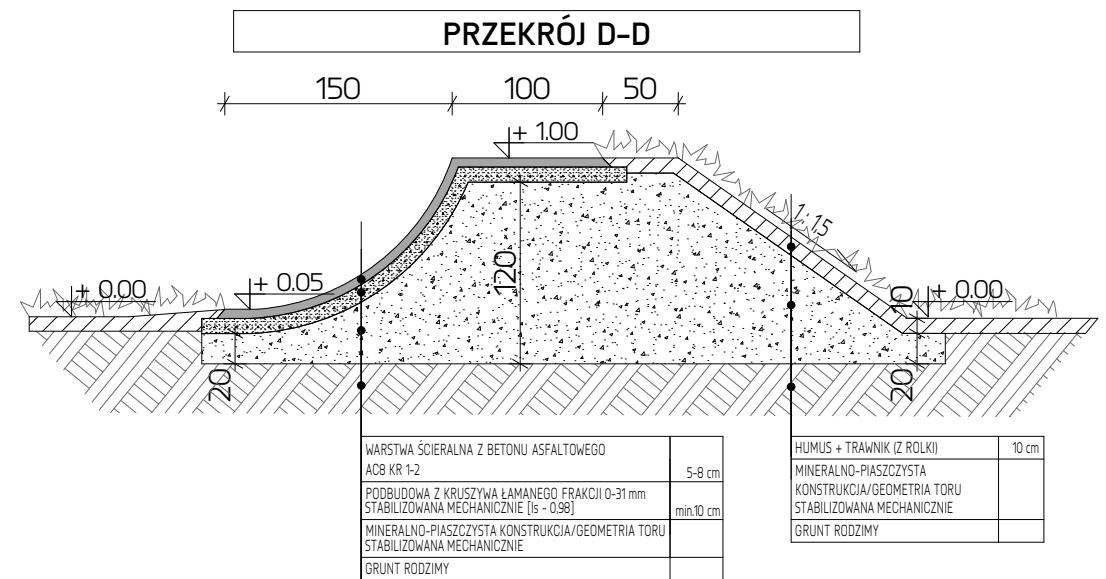 PRZEKRÓJ D-D
150 100 50
+ 1.00
1: 1,5
+ 0.00
+ 0.05
120
10
+ 0.00
20
20
WARSTWA ŚCIERALNA Z BETONU ASFALTOWEGO
AC8 KR 1-2 5-8 cm
PODBUDOWA Z KRUSZYWA ŁAMANEGO FRAKCJI 0-31 mm
STABILIZOWANA MECHANICZNIE [Is - 0,98] min.10 cm
MINERALNO-PIASZCZYSTA KONSTRUKCJA/GEOMETRIA TORU
STABILIZOWANA MECHANICZNIE
GRUNT RODZIMY
HUMUS + TRAWNIK (Z ROLKI) 10 cm
MINERALNO-PIASZCZYSTA
KONSTRUKCJA/GEOMETRIA TORU
STABILIZOWANA MECHANICZNIE
GRUNT RODZIMY